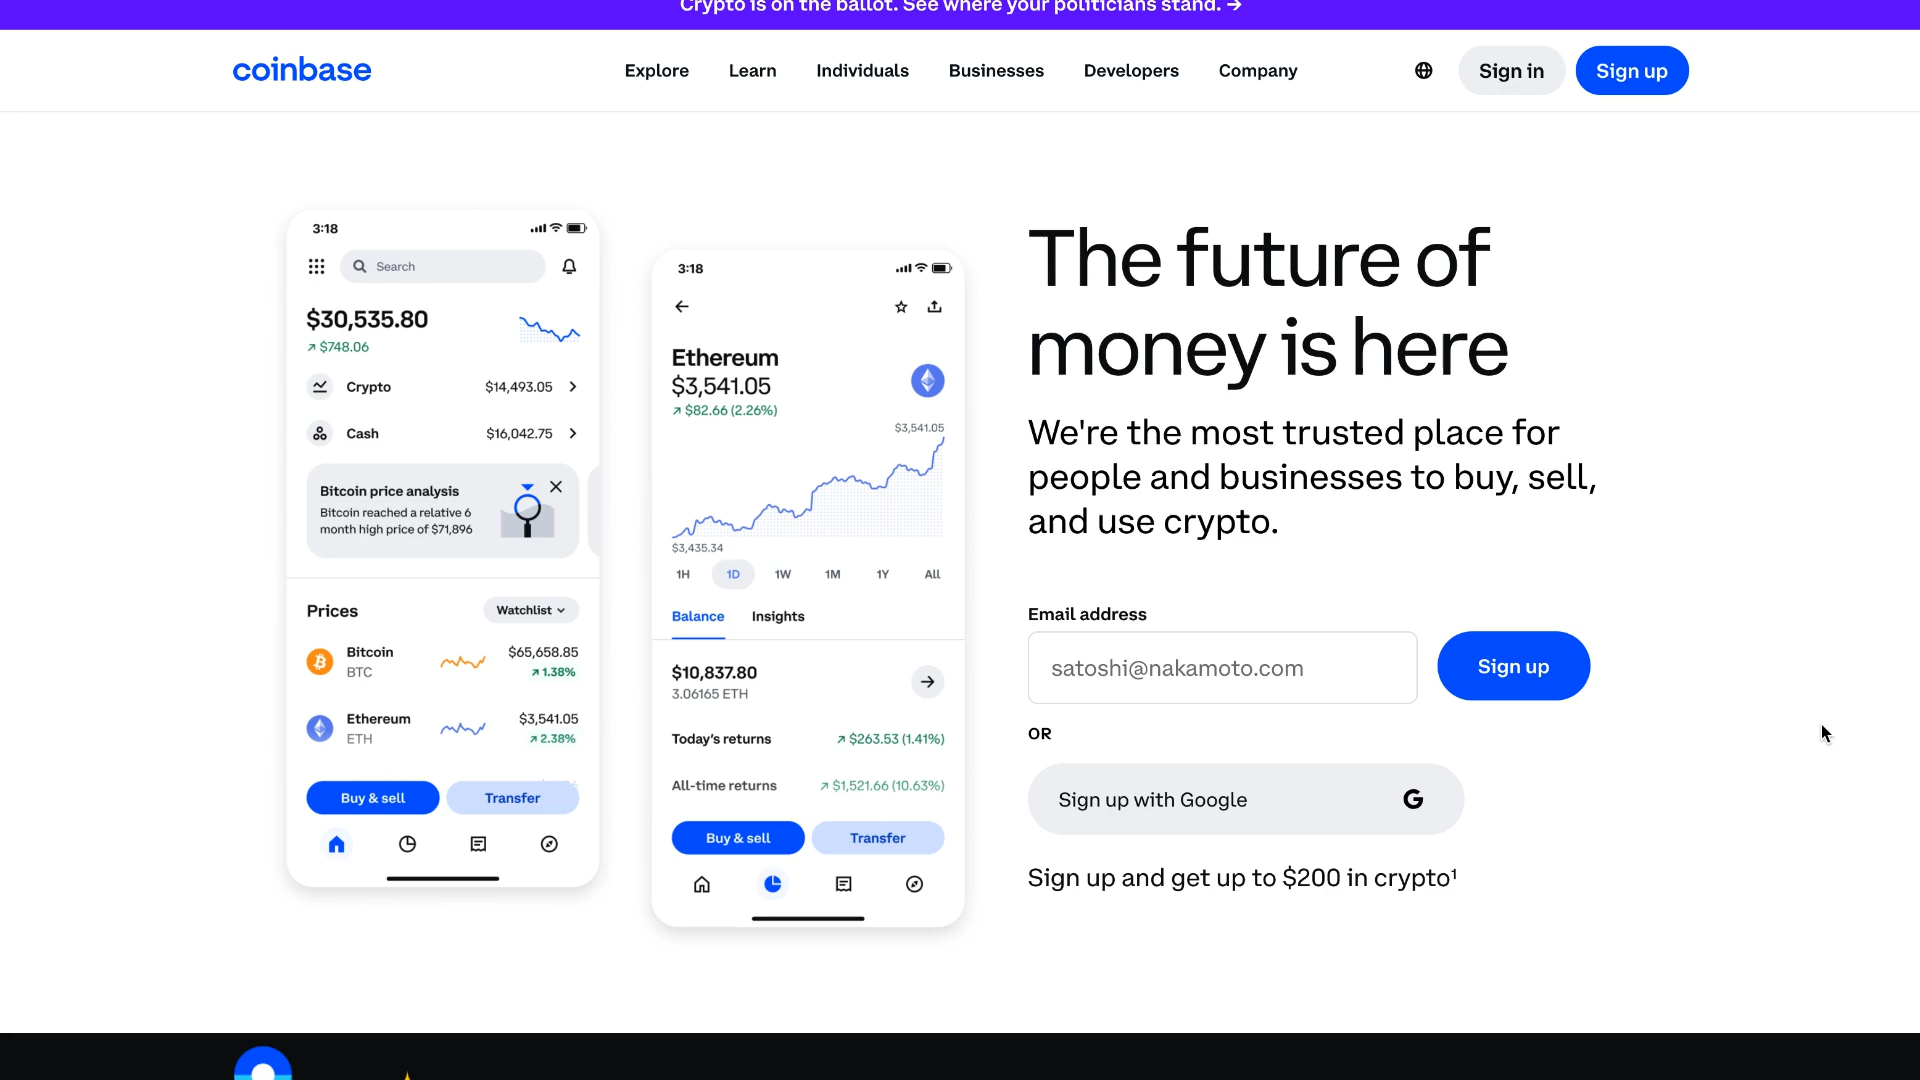 Crypto is on the ballot. See where your politicians stand. →
coinbase
Explore
Learn
Individuals
Businesses
Developers
Company
Sign in
Sign up
3:18
Search
$30,535.80
↗ $748.06
Crypto $14,493.05
Cash $16,042.75
Bitcoin price analysis
Bitcoin reached a relative 6
month high price of $71,896
Prices
Watchlist
Bitcoin $65,658.85
BTC ↗ 1.38%
Ethereum $3,541.05
ETH ↗ 2.38%
Buy & sell
Transfer
3:18
Ethereum
$3,541.05
↗ $82.66 (2.26%)
$3,541.05
$3,435.34
1H 1D 1W 1M 1Y All
Balance Insights
$10,837.80
3.06165 ETH
Today's returns ↗ $263.53 (1.41%)
All-time returns ↗ $1,521.66 (10.63%)
Buy & sell
Transfer
The future of
money is here
We're the most trusted place for
people and businesses to buy, sell,
and use crypto.
Email address
satoshi@nakamoto.com
Sign up
OR
Sign up with Google
Sign up and get up to $200 in crypto¹